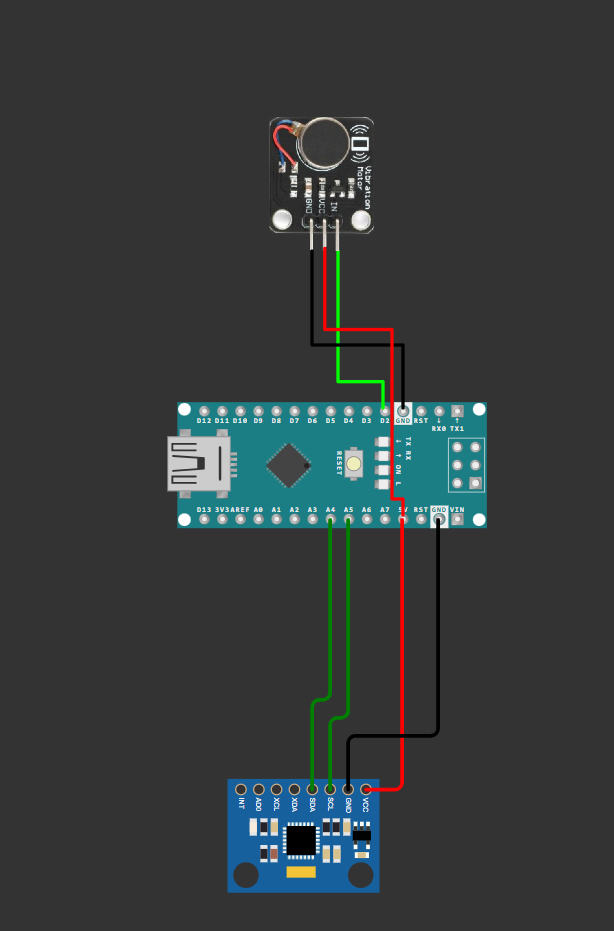 Vibration
Motor
GND
VCC
IN
D12 D11 D10 D9 D8 D7 D6 D5 D4 D3 D2 GND RST ↓ ↑
RX0 TX1
RESET
TX
RX
ON
L
D13 3V3 AREF A0 A1 A2 A3 A4 A5 A6 A7 5V RST GND VIN
INT AD0 XCL XDA SDA SCL GND VCC